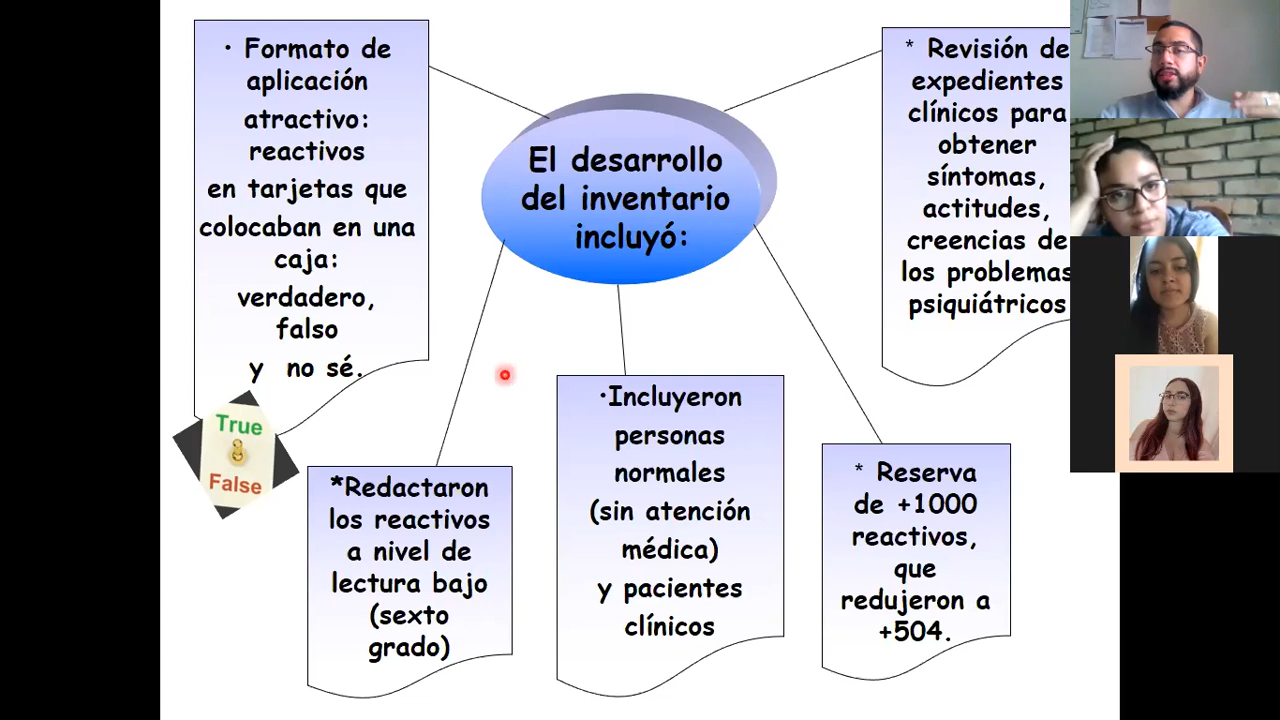 • Formato de
aplicación
atractivo:
reactivos
en tarjetas que
colocaban en una
caja:
verdadero,
falso
y no sé.
True
False
El desarrollo
del inventario
incluyó:
* Revisión de
expedientes
clínicos para
obtener
síntomas,
actitudes,
creencias de
los problemas
psiquiátricos
*Redactaron
los reactivos
a nivel de
lectura bajo
(sexto
grado)
•Incluyeron
personas
normales
(sin atención
médica)
y pacientes
clínicos
* Reserva
de +1000
reactivos,
que
redujeron a
+504.